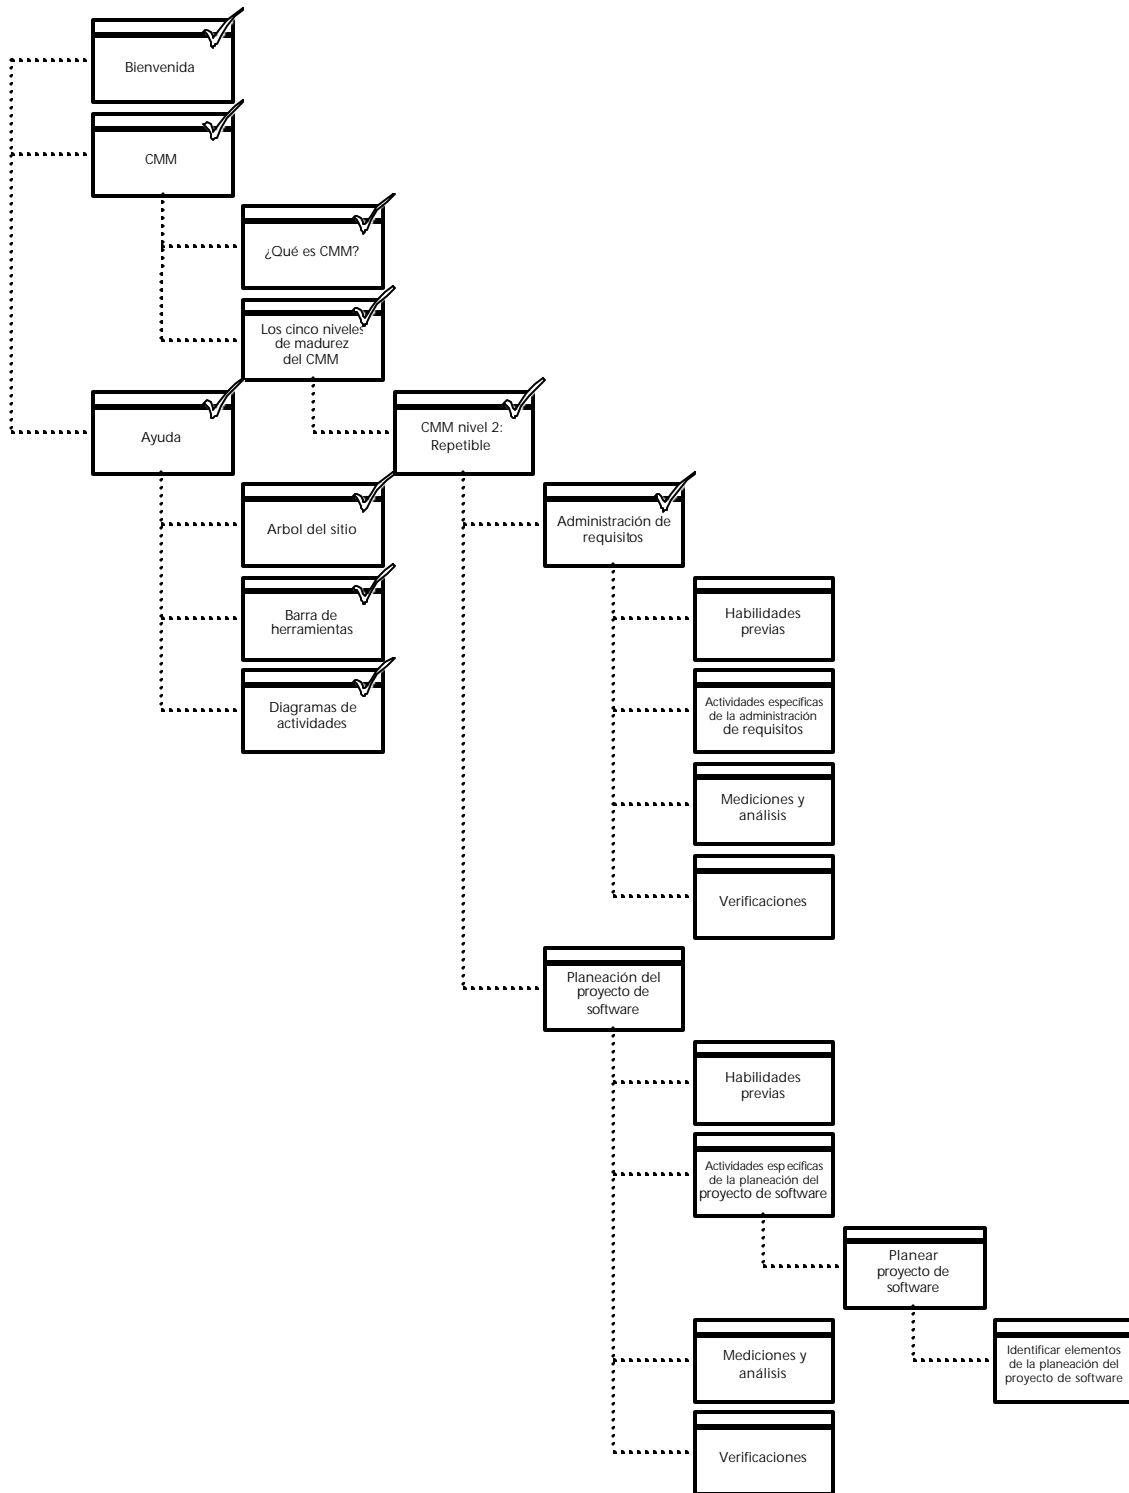 Bienvenida
CMM
¿Qué es CMM?
Los cinco niveles
de madurez
del CMM
Ayuda
CMM nivel 2:
Repetible
Arbol del sitio
Administración de
requisitos
Barra de
herramientas
Habilidades
previas
Diagramas de
actividades
Actividades específicas
de la administración
de requisitos
Mediciones y
análisis
Verificaciones
Planeación del
proyecto de
software
Habilidades
previas
Actividades específicas
de la planeación del
proyecto de software
Planear
proyecto de
software
Mediciones y
análisis
Identificar elementos
de la planeación del
proyecto de software
Verificaciones